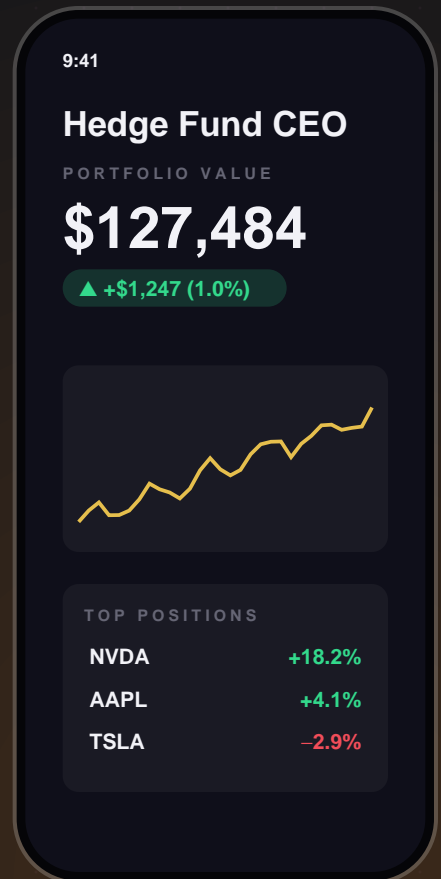 9:41
Hedge Fund CEO
PORTFOLIO VALUE
$127,484
▲ +$1,247 (1.0%)
TOP POSITIONS
NVDA +18.2%
AAPL +4.1%
TSLA –2.9%